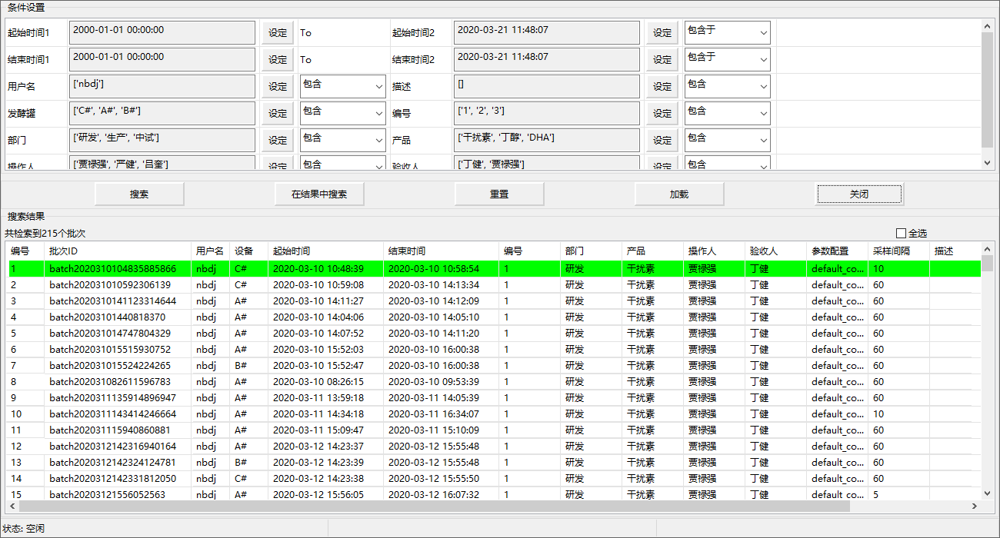 条件设置
起始时间1 2000-01-01 00:00:00 设定 To 起始时间2 2020-03-21 11:48:07 设定 包含于
结束时间1 2000-01-01 00:00:00 设定 To 结束时间2 2020-03-21 11:48:07 设定 包含于
用户名 ['nbdj'] 设定 包含 描述 [] 设定 包含
发酵罐 ['C#', 'A#', 'B#'] 设定 包含 编号 ['1', '2', '3'] 设定 包含
部门 ['研发', '生产', '中试'] 设定 包含 产品 ['干扰素', '丁醇', 'DHA'] 设定 包含
操作人 ['贾禄强', '严健', '吕奎'] 设定 包含 验收人 ['丁健', '贾禄强'] 设定 包含
搜索 在结果中搜索 重置 加载 关闭
搜索结果
共检索到215个批次 全选
编号 批次ID 用户名 设备 起始时间 结束时间 编号 部门 产品 操作人 验收人 参数配置 采样间隔 描述
1 batch2020310104835885866 nbdj C# 2020-03-10 10:48:39 2020-03-10 10:58:54 1 研发 干扰素 贾禄强 丁健 default_co... 10
2 batch202031010592306139 nbdj C# 2020-03-10 10:59:08 2020-03-10 14:13:34 1 研发 干扰素 贾禄强 丁健 default_co... 60
3 batch2020310141123314644 nbdj A# 2020-03-10 14:11:27 2020-03-10 14:12:09 1 研发 干扰素 贾禄强 丁健 default_co... 60
4 batch20203101440818370 nbdj A# 2020-03-10 14:04:06 2020-03-10 14:05:10 1 研发 干扰素 贾禄强 丁健 default_co... 60
5 batch202031014747804329 nbdj A# 2020-03-10 14:07:52 2020-03-10 14:11:20 1 研发 干扰素 贾禄强 丁健 default_co... 60
6 batch202031015515930752 nbdj A# 2020-03-10 15:52:03 2020-03-10 16:00:38 1 研发 干扰素 贾禄强 丁健 default_co... 60
7 batch202031015524224265 nbdj B# 2020-03-10 15:52:47 2020-03-10 16:00:38 1 研发 干扰素 贾禄强 丁健 default_co... 60
8 batch202031082611596783 nbdj A# 2020-03-10 08:26:15 2020-03-10 09:53:39 1 研发 干扰素 贾禄强 丁健 default_co... 60
9 batch2020311135914896947 nbdj A# 2020-03-11 13:59:18 2020-03-11 14:05:39 1 研发 干扰素 贾禄强 丁健 default_co... 60
10 batch2020311143414246664 nbdj A# 2020-03-11 14:34:18 2020-03-11 16:34:07 1 研发 干扰素 贾禄强 丁健 default_co... 10
11 batch202031115940860881 nbdj A# 2020-03-11 15:09:47 2020-03-11 15:10:09 1 研发 干扰素 贾禄强 丁健 default_co... 60
12 batch2020312142316940164 nbdj A# 2020-03-12 14:23:37 2020-03-12 15:55:48 1 研发 干扰素 贾禄强 丁健 default_co... 60
13 batch2020312142324124781 nbdj B# 2020-03-12 14:23:39 2020-03-12 15:55:48 1 研发 干扰素 贾禄强 丁健 default_co... 60
14 batch2020312142331812050 nbdj C# 2020-03-12 14:23:38 2020-03-12 15:55:50 1 研发 干扰素 贾禄强 丁健 default_co... 60
15 batch20203121556052563 nbdj A# 2020-03-12 15:56:05 2020-03-12 16:07:32 1 研发 干扰素 贾禄强 丁健 default_co... 5
状态: 空闲